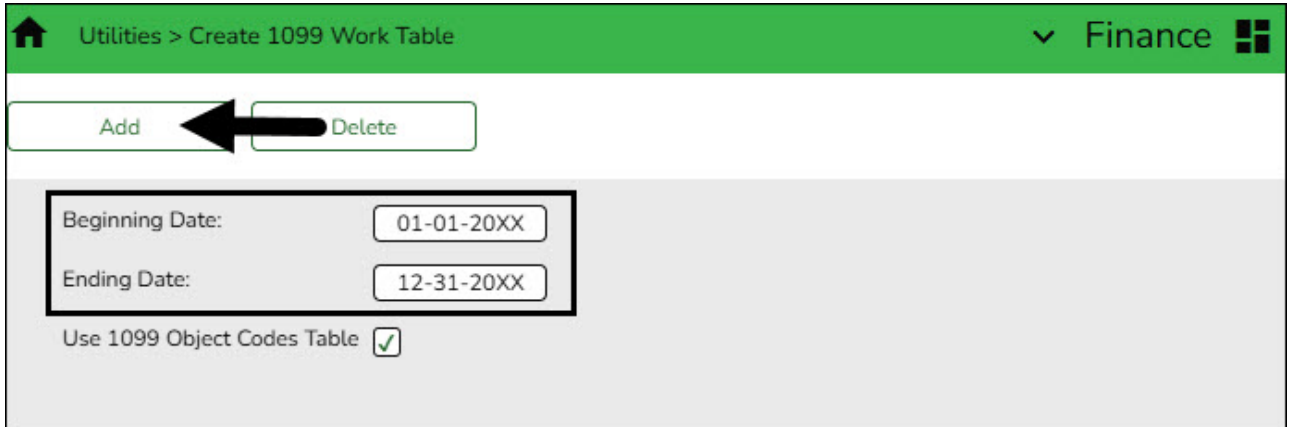 Utilities > Create 1099 Work Table
Finance
Add
Delete
Beginning Date: 01-01-20XX
Ending Date: 12-31-20XX
Use 1099 Object Codes Table